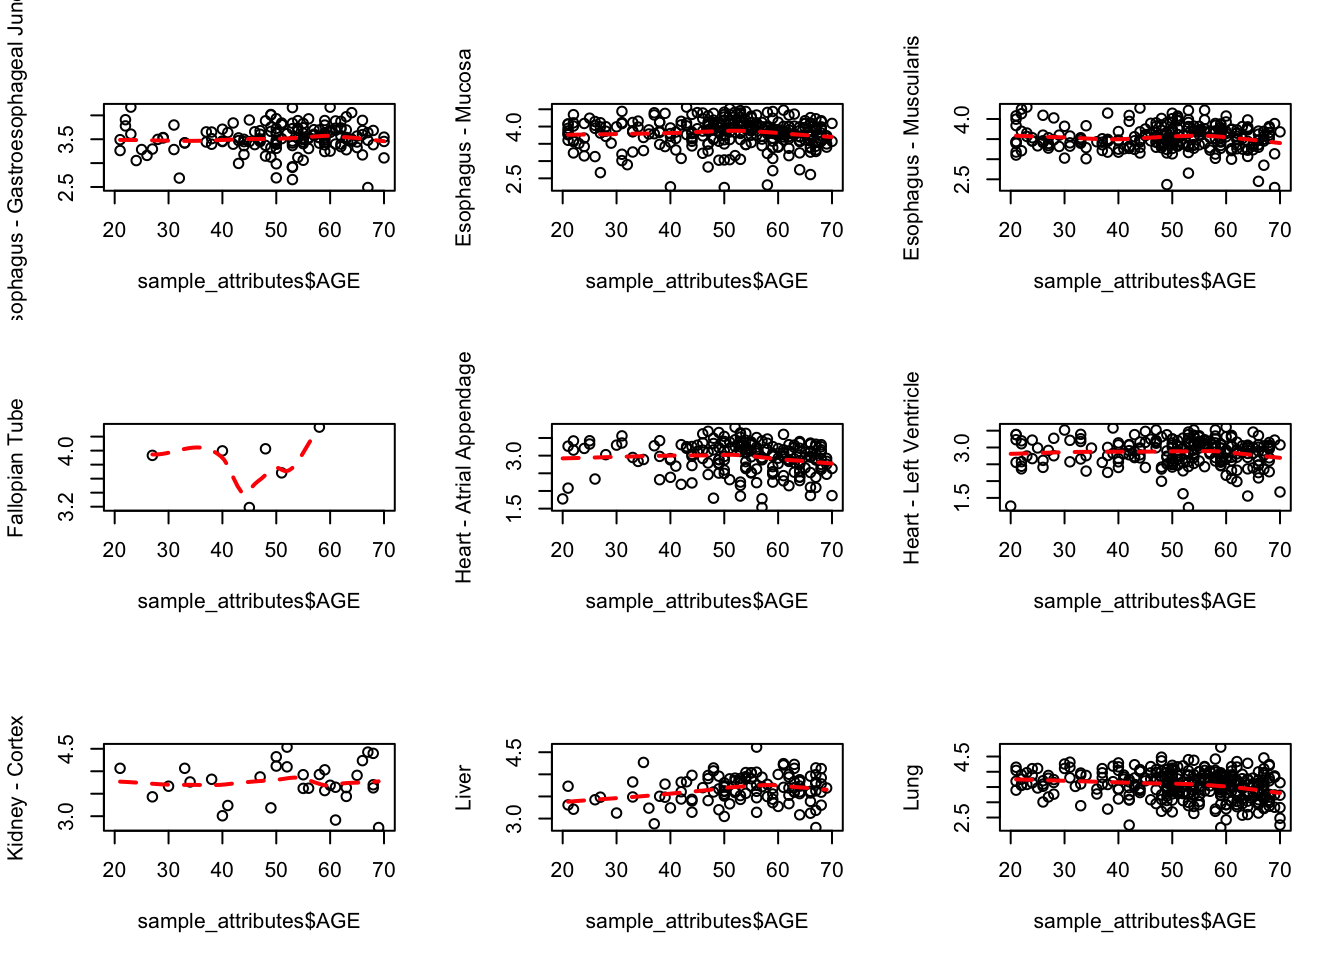 sophagus - Gastroesophageal Junc
3.5
2.5
20 30 40 50 60 70
sample_attributes$AGE
Esophagus - Mucosa
4.0
2.5
20 30 40 50 60 70
sample_attributes$AGE
Esophagus - Muscularis
4.0
2.5
20 30 40 50 60 70
sample_attributes$AGE
Fallopian Tube
4.0
3.2
20 30 40 50 60 70
sample_attributes$AGE
Heart - Atrial Appendage
3.0
1.5
20 30 40 50 60 70
sample_attributes$AGE
Heart - Left Ventricle
3.0
1.5
20 30 40 50 60 70
sample_attributes$AGE
Kidney - Cortex
4.5
3.0
20 30 40 50 60 70
sample_attributes$AGE
Liver
4.5
3.0
20 30 40 50 60 70
sample_attributes$AGE
Lung
4.5
2.5
20 30 40 50 60 70
sample_attributes$AGE